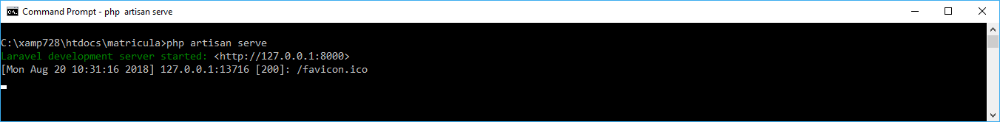 Command Prompt - php  artisan serve
C:\xamp728\htdocs\matricula>php artisan serve
Laravel development server started: <http://127.0.0.1:8000>
[Mon Aug 20 10:31:16 2018] 127.0.0.1:13716 [200]: /favicon.ico